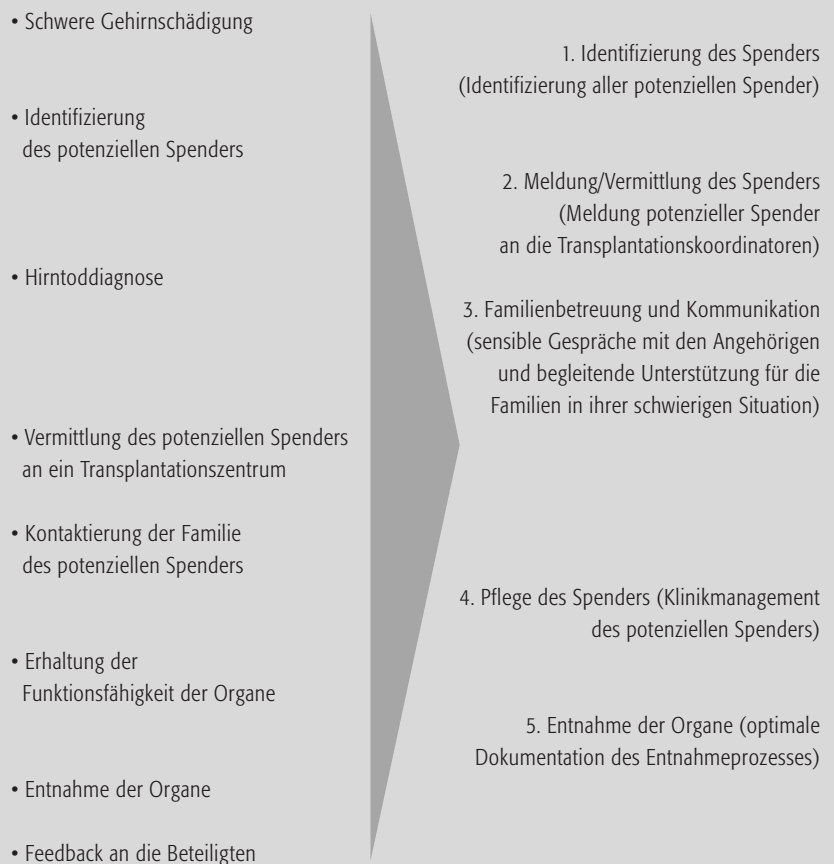 • Schwere Gehirnschädigung
• Identifizierung
des potenziellen Spenders
• Hirntoddiagnose
• Vermittlung des potenziellen Spenders
an ein Transplantationszentrum
• Kontaktierung der Familie
des potenziellen Spenders
• Erhaltung der
Funktionsfähigkeit der Organe
• Entnahme der Organe
• Feedback an die Beteiligten
1. Identifizierung des Spenders
(Identifizierung aller potenziellen Spender)
2. Meldung/Vermittlung des Spenders
(Meldung potenzieller Spender
an die Transplantationskoordinatoren)
3. Familienbetreuung und Kommunikation
(sensible Gespräche mit den Angehörigen
und begleitende Unterstützung für die
Familien in ihrer schwierigen Situation)
4. Pflege des Spenders (Klinikmanagement
des potenziellen Spenders)
5. Entnahme der Organe (optimale
Dokumentation des Entnahmeprozesses)